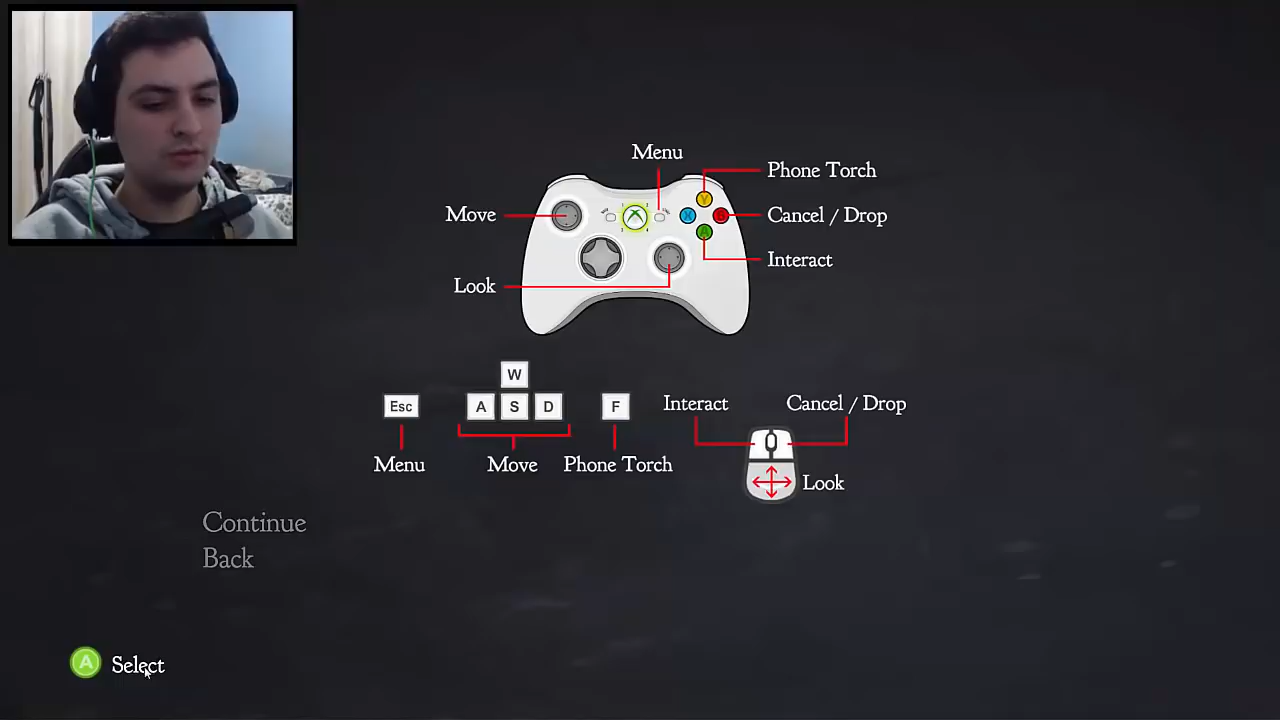 Menu
Phone Torch
Y
Move
X
B
Cancel / Drop
A
Interact
Look
W
Esc
A
S
D
F
Interact
Cancel / Drop
Menu
Move
Phone Torch
Look
Continue
Back
A
Select